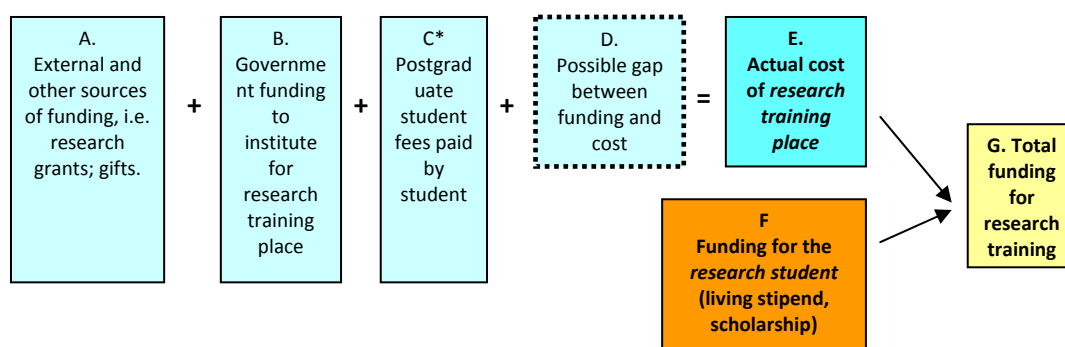 A.
External and
other sources
of funding, i.e.
research
grants; gifts.
+
B.
Governme
nt funding
to
institute
for
research
training
place
+
C*
Postgrad
uate
student
fees paid
by
student
+
D.
Possible gap
between
funding and
cost
=
E.
Actual cost
of research
training
place
F
Funding for the
research student
(living stipend,
scholarship)
G. Total
funding
for
research
training